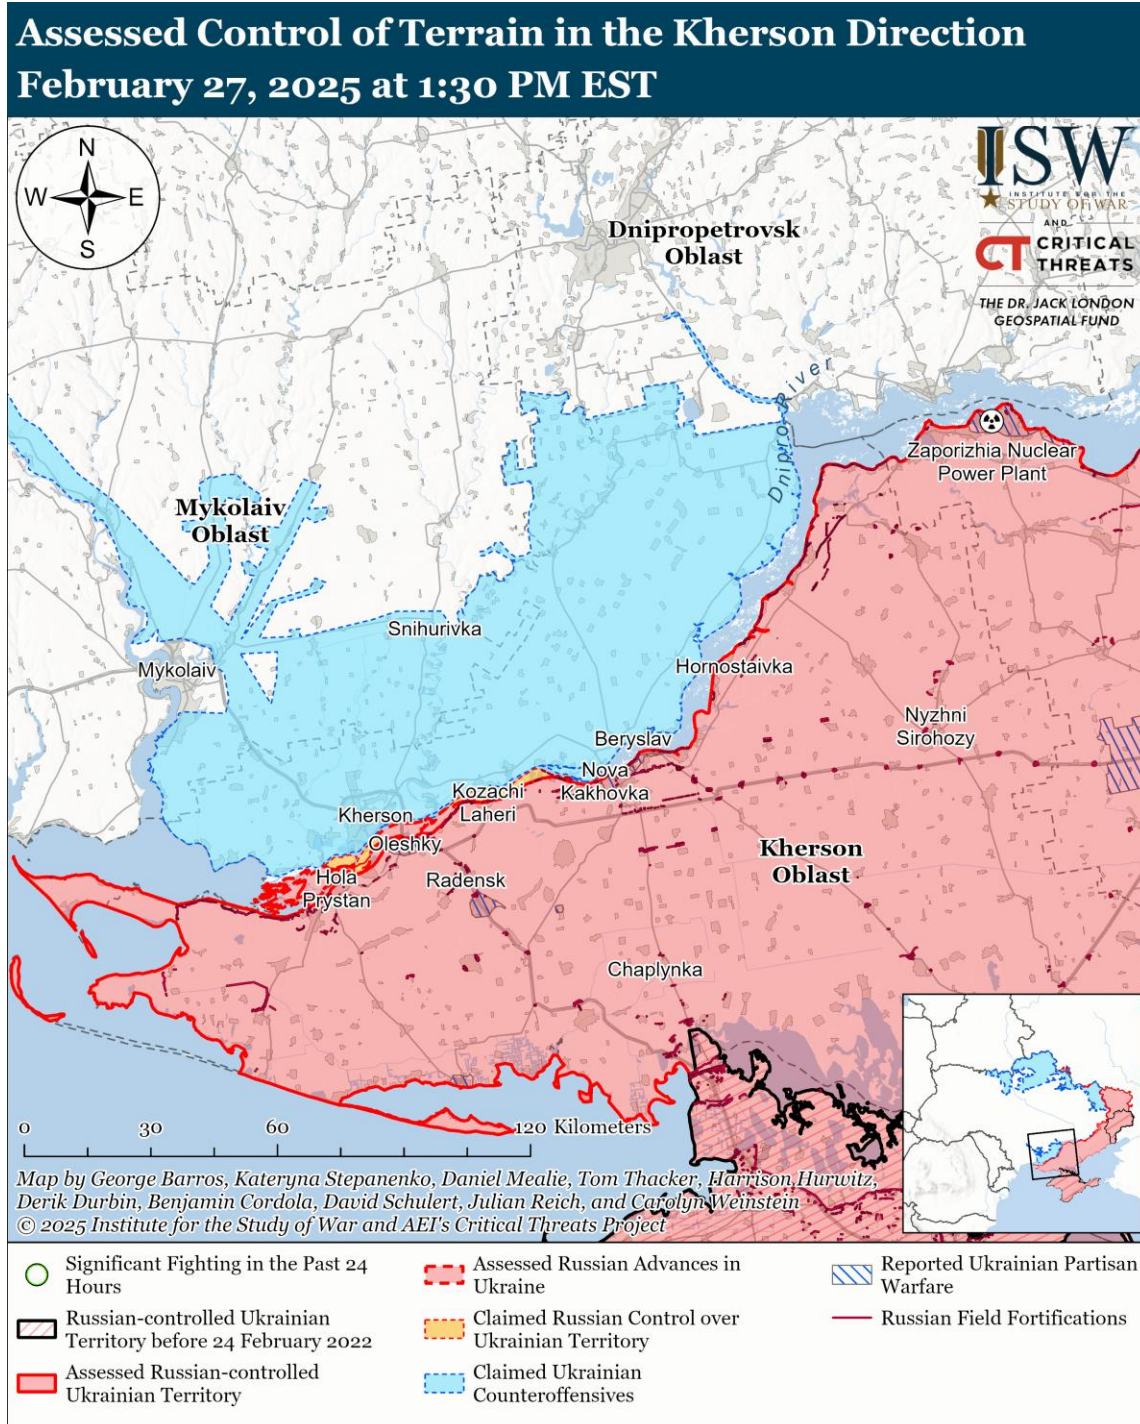 Assessed Control of Terrain in the Kherson Direction
February 27, 2025 at 1:30 PM EST
N
W
E
S
ISW
INSTITUTE FOR THE
STUDY OF WAR
AND
CT CRITICAL
THREATS
THE DR. JACK LONDON
GEOSPATIAL FUND
Dnipropetrovsk
Oblast
Dnipro River
Zaporizhia Nuclear
Power Plant
Mykolaiv
Oblast
Snihurivka
Mykolaiv
Hornostaivka
Nyzhni
Sirohozy
Beryslav
Nova
Kakhovka
Kozachi
Laheri
Kherson
Oleshky
Kherson
Oblast
Hola
Prystan
Radensk
Chaplynka
0
30
60
120 Kilometers
Map by George Barros, Kateryna Stepanenko, Daniel Mealie, Tom Thacker, Harrison Hurwitz,
Derik Durbin, Benjamin Cordola, David Schulert, Julian Reich, and Carolyn Weinstein
© 2025 Institute for the Study of War and AEI's Critical Threats Project
Significant Fighting in the Past 24
Hours
Russian-controlled Ukrainian
Territory before 24 February 2022
Assessed Russian-controlled
Ukrainian Territory
Assessed Russian Advances in
Ukraine
Claimed Russian Control over
Ukrainian Territory
Claimed Ukrainian
Counteroffensives
Reported Ukrainian Partisan
Warfare
Russian Field Fortifications